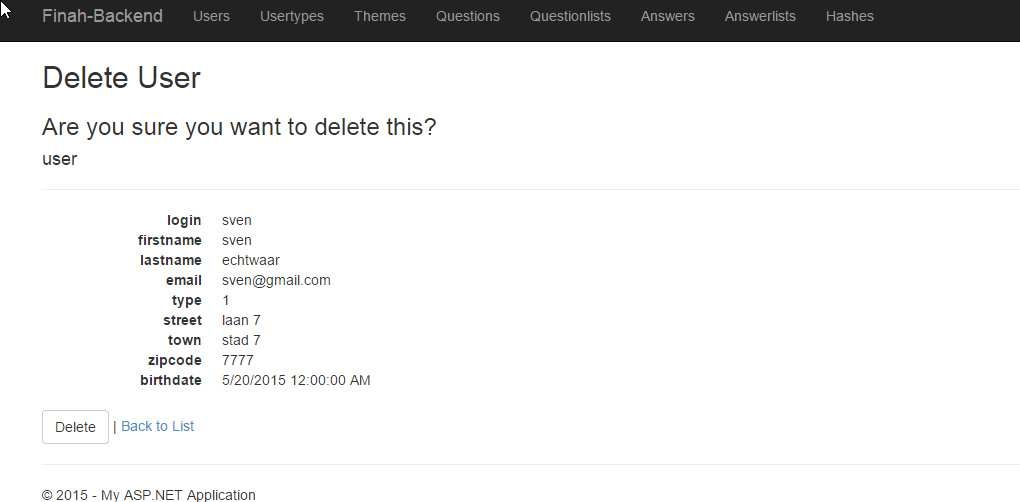 Finah-Backend Users Usertypes Themes Questions Questionlists Answers Answerlists Hashes
Delete User
Are you sure you want to delete this?
user
login sven
firstname sven
lastname echtwaar
email sven@gmail.com
type 1
street laan 7
town stad 7
zipcode 7777
birthdate 5/20/2015 12:00:00 AM
Delete | Back to List
© 2015 - My ASP.NET Application